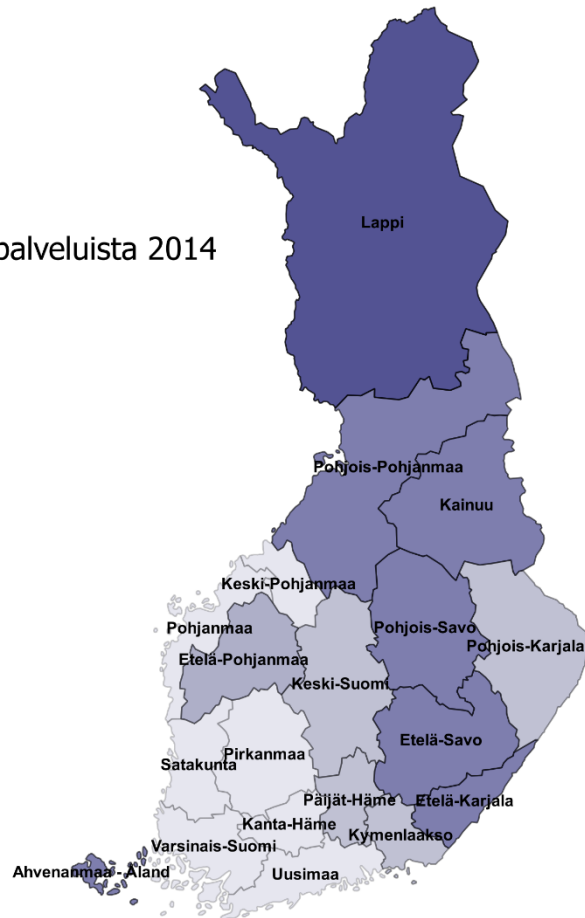 Lappi
palveluista 2014
Pohjois-Pohjanmaa
Kainuu
Keski-Pohjanmaa
Pohjanmaa
Pohjois-Savo
Pohjois-Karjala
Etelä-Pohjanmaa
Keski-Suomi
Etelä-Savo
Pirkanmaa
Satakunta
Päijät-Häme
Etelä-Karjala
Kanta-Häme
Kymenlaakso
Varsinais-Suomi
Ahvenanmaa - Åland
Uusimaa